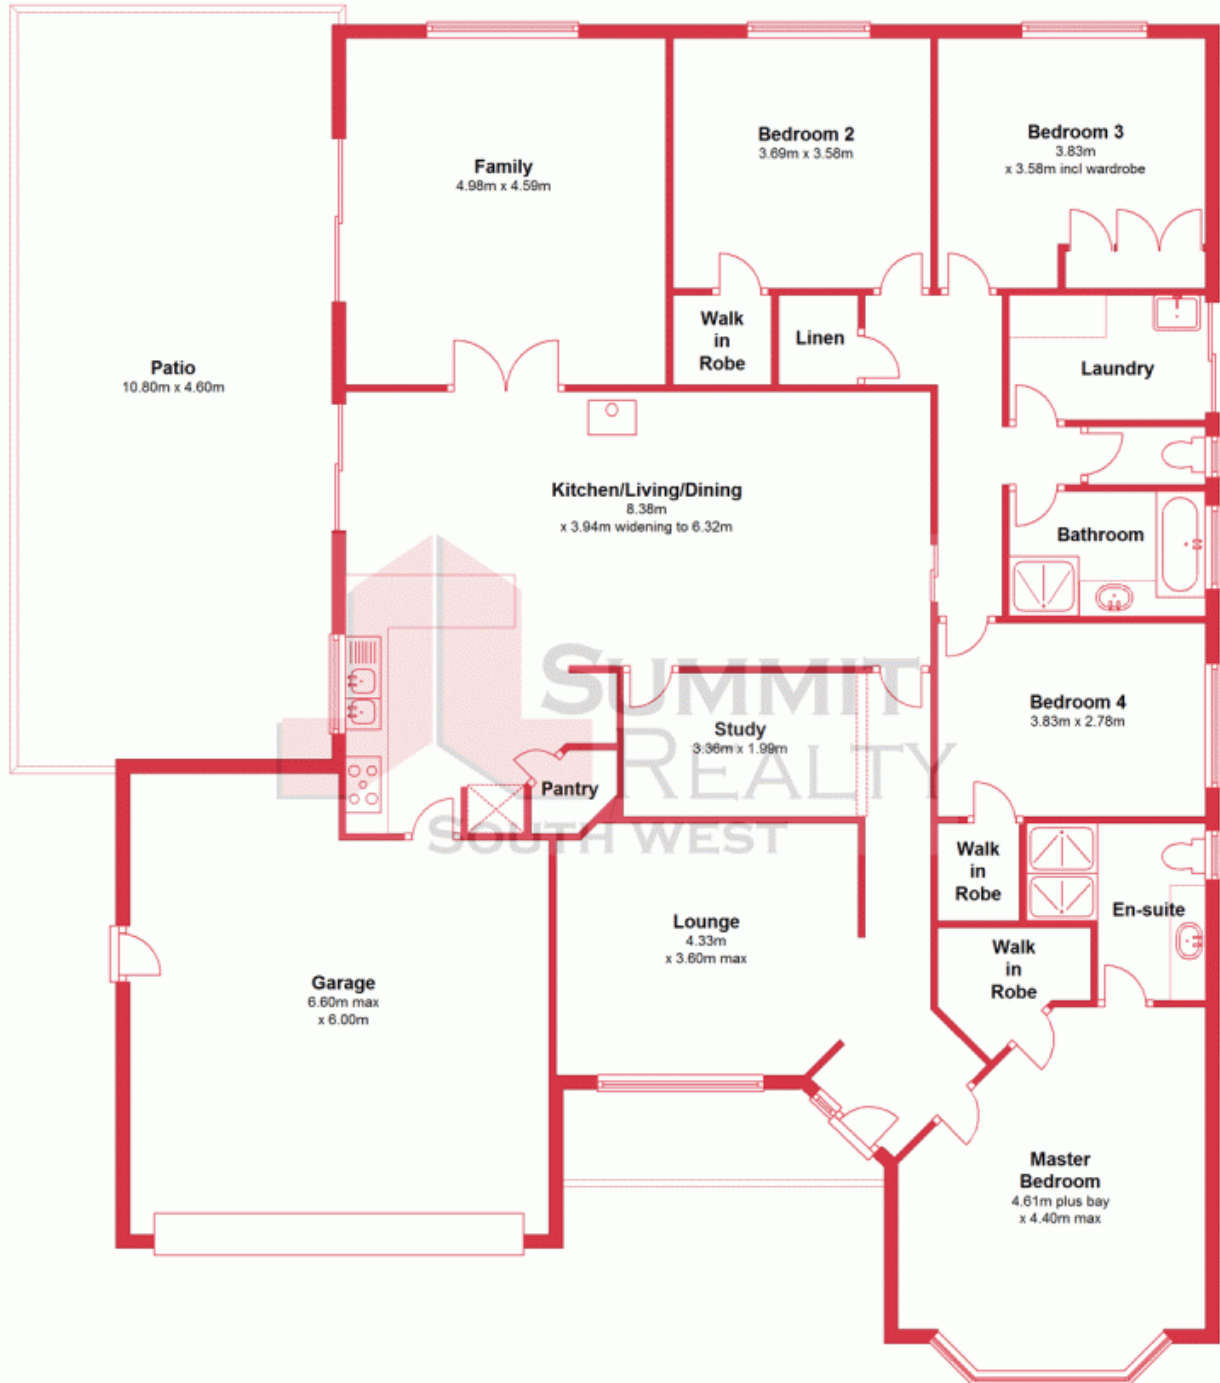 Bedroom 2
3.69m x 3.58m
Bedroom 3
3.83m
x 3.58m incl wardrobe
Family
4.98m x 4.59m
Walk
in
Robe
Linen
Laundry
Patio
10.80m x 4.60m
Kitchen/Living/Dining
8.38m
x 3.94m widening to 6.32m
Bathroom
SUMMIT
REALTY
SOUTH WEST
Bedroom 4
3.83m x 2.78m
Study
3.36m x 1.99m
Pantry
Walk
in
Robe
En-suite
Lounge
4.33m
x 3.60m max
Walk
in
Robe
Garage
6.60m max
x 6.00m
Master
Bedroom
4.61m plus bay
x 4.40m max